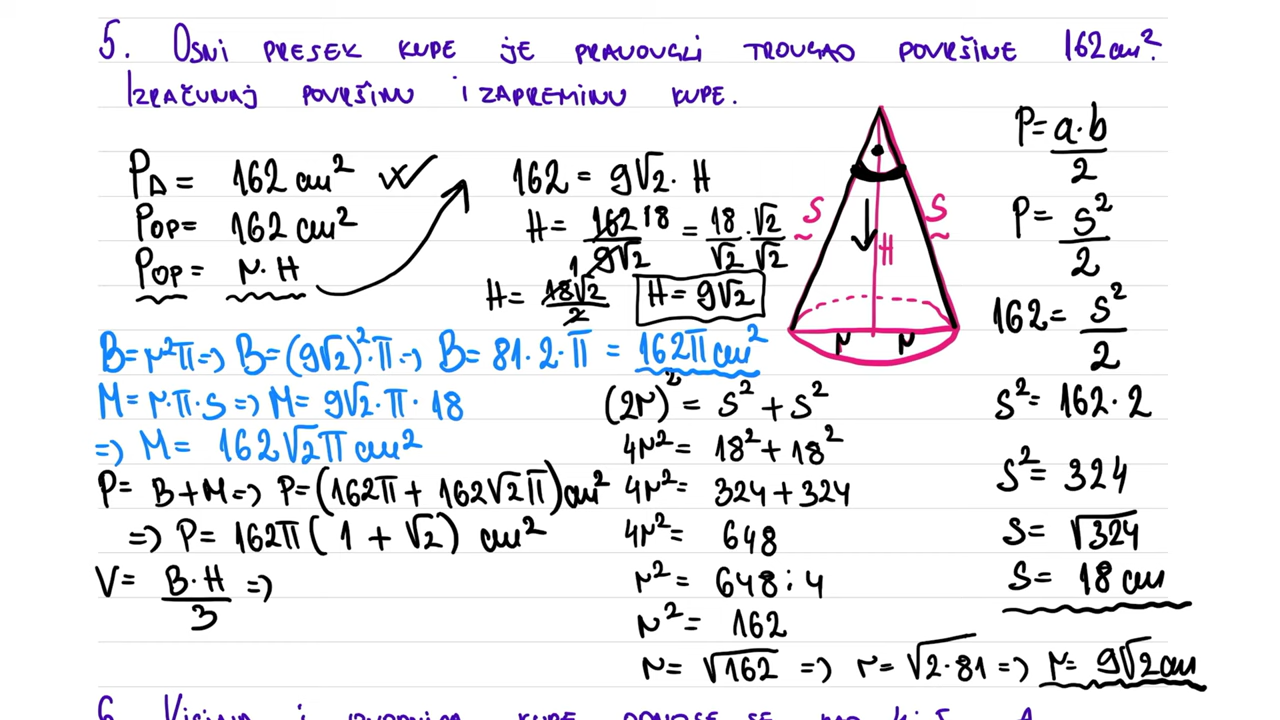 5. OSNI PRESEK KUPE JE PRAVOUGLI TROUGAO POVRŠINE 162 cm².
IZRAČUNAJ POVRŠINU I ZAPREMINU KUPE.
P△ = 162 cm²
POP = 162 cm²
POP = r·H
162 = 9√2 · H
H = 162 18 / 1 9√2 = 18/√2 · √2/√2
H = 18√2/2 H = 9√2
S S
H
r r
P = a·b/2
P = S²/2
162 = S²/2
S² = 162·2
S² = 324
S = √324
S = 18 cm
B = r²π => B = (9√2)²·π => B = 81·2·π = 162π cm²
M = r·π·S => M = 9√2·π·18
=> M = 162√2π cm²
P = B+M => P = (162π + 162√2π) cm²
=> P = 162π(1 + √2) cm²
V = B·H/3 =>
(2r)² = S² + S²
4r² = 18² + 18²
4r² = 324 + 324
4r² = 648
r² = 648 : 4
r² = 162
r = √162 => r = √2·81 => r = 9√2 cm